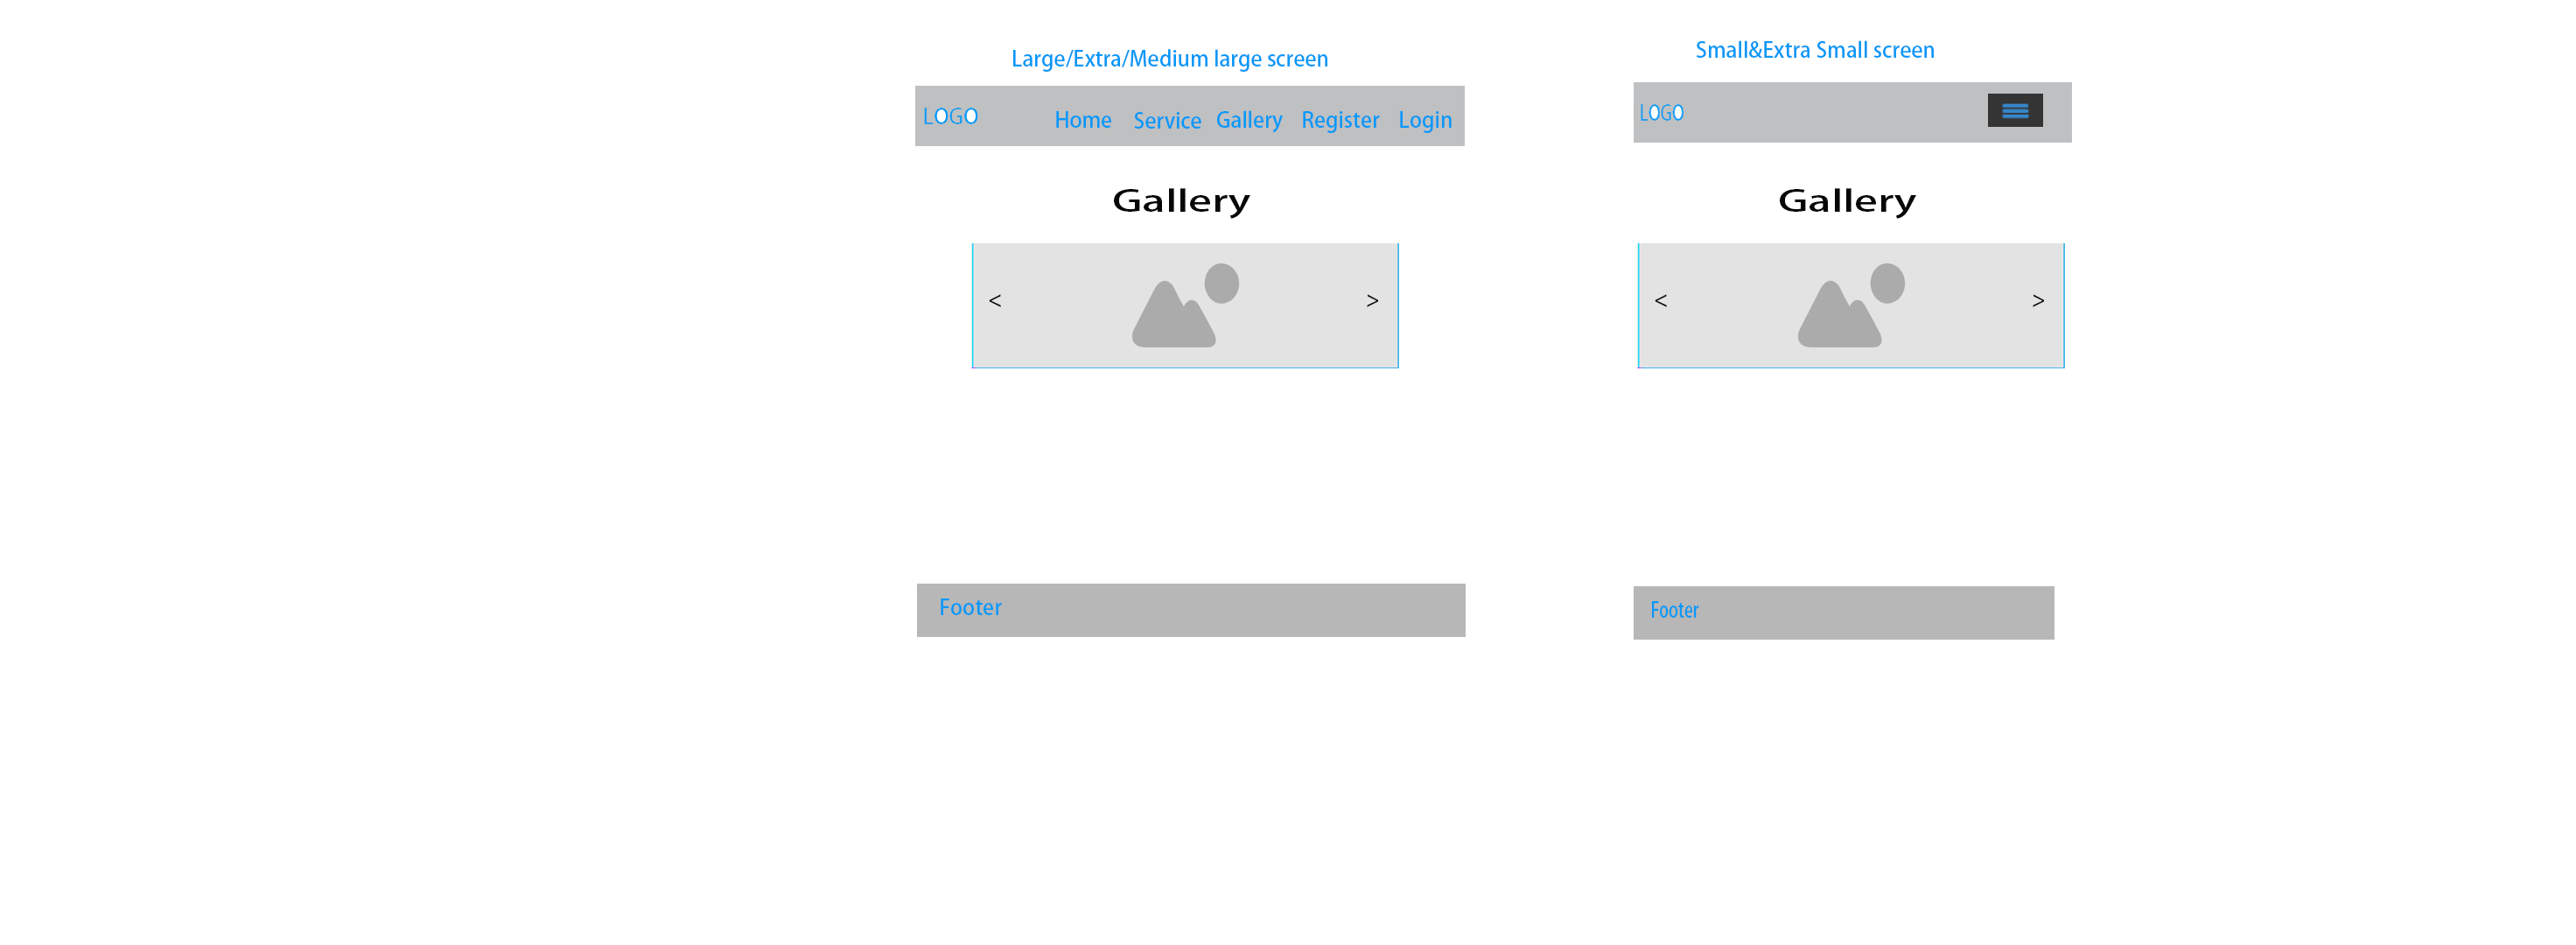 Large/Extra/Medium large screen
LOGO
Home Service Gallery Register Login
Gallery
< >
Footer
Small&Extra Small screen
LOGO
Gallery
< >
Footer